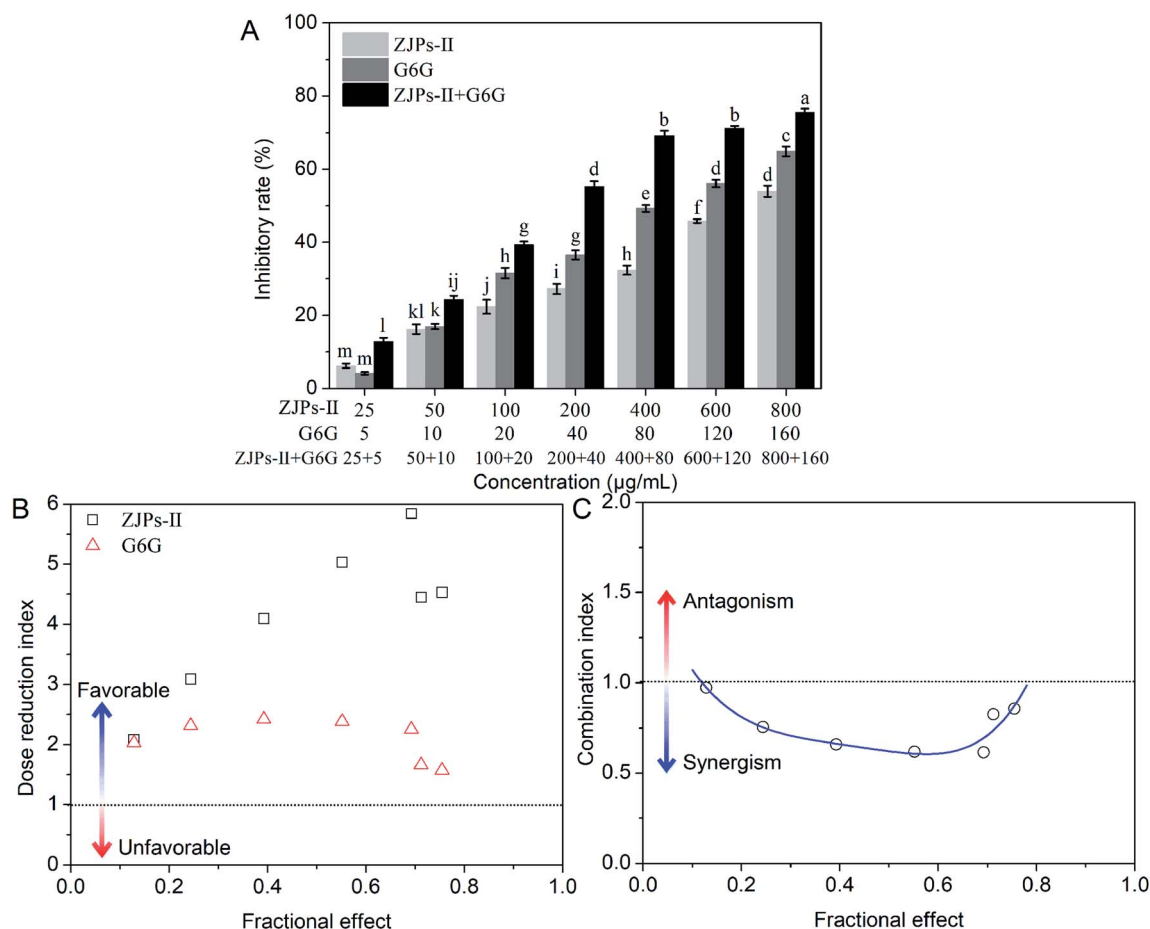 A
100
80
60
40
20
0
Inhibitory rate (%)
ZJPs-II
G6G
ZJPs-II+G6G
m m l
kl k ij
j h g
i g d
h e b
f d b
d c a
ZJPs-II 25 50 100 200 400 600 800
G6G 5 10 20 40 80 120 160
ZJPs-II+G6G 25+5 50+10 100+20 200+40 400+80 600+120 800+160
Concentration (μg/mL)
B
6
5
4
3
2
1
0
Dose reduction index
ZJPs-II
G6G
Favorable
Unfavorable
0.0 0.2 0.4 0.6 0.8 1.0
Fractional effect
C
2.0
1.5
1.0
0.5
0.0
Combination index
Antagonism
Synergism
0.0 0.2 0.4 0.6 0.8 1.0
Fractional effect